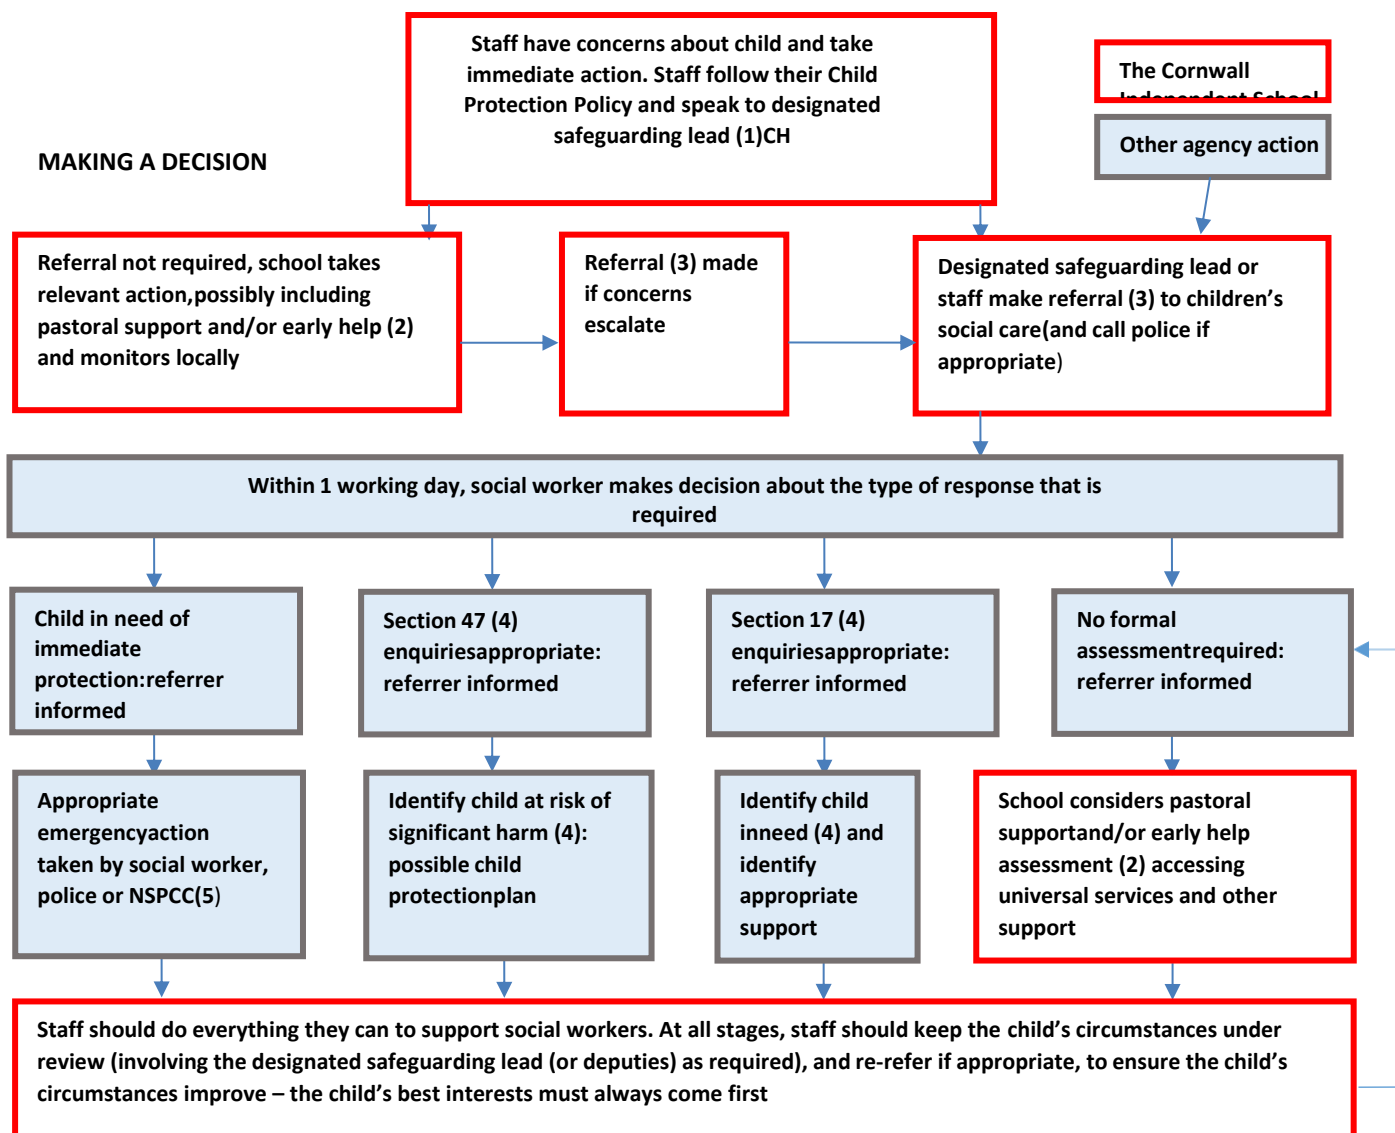 Staff have concerns about child and take
immediate action. Staff follow their Child
Protection Policy and speak to designated
safeguarding lead (1)CH
The Cornwall
Independent School
Other agency action
MAKING A DECISION
Referral not required, school takes
relevant action,possibly including
pastoral support and/or early help (2)
and monitors locally
Referral (3) made
if concerns
escalate
Designated safeguarding lead or
staff make referral (3) to children’s
social care(and call police if
appropriate)
Within 1 working day, social worker makes decision about the type of response that is
required
Child in need of
immediate
protection:referrer
informed
Section 47 (4)
enquiriesappropriate:
referrer informed
Section 17 (4)
enquiriesappropriate:
referrer informed
No formal
assessmentrequired:
referrer informed
Appropriate
emergencyaction
taken by social worker,
police or NSPCC(5)
Identify child at risk of
significant harm (4):
possible child
protectionplan
Identify child
inneed (4) and
identify
appropriate
support
School considers pastoral
supportand/or early help
assessment (2) accessing
universal services and other
support
Staff should do everything they can to support social workers. At all stages, staff should keep the child’s circumstances under
review (involving the designated safeguarding lead (or deputies) as required), and re-refer if appropriate, to ensure the child’s
circumstances improve – the child’s best interests must always come first